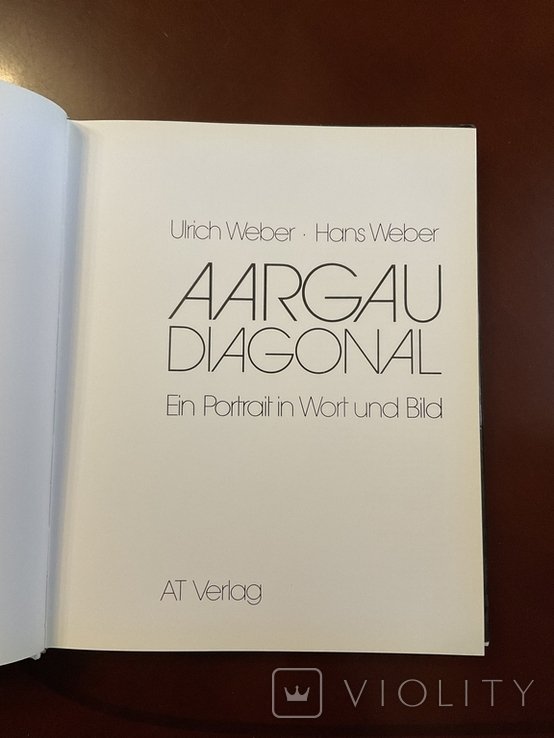 Ulrich Weber · Hans Weber
AARGAU
DIAGONAL
Ein Portrait in Wort und Bild
AT Verlag
VIOLITY